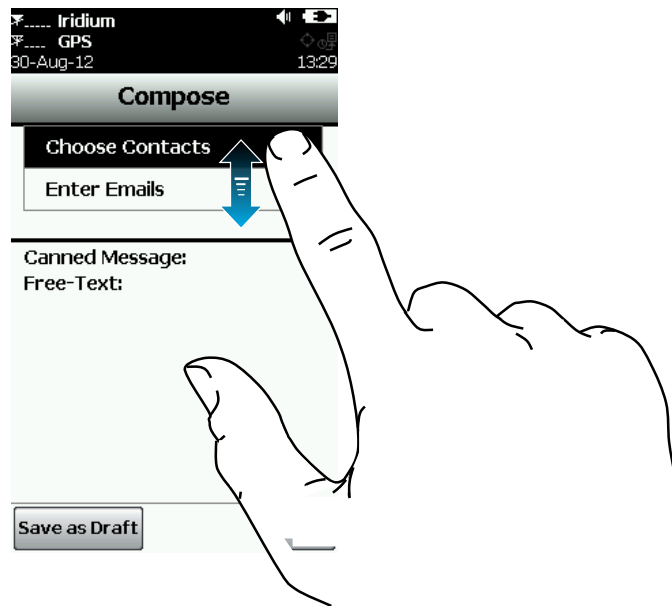 Iridium
GPS
30-Aug-12 13:29
Compose
Choose Contacts
Enter Emails
Canned Message:
Free-Text:
Save as Draft